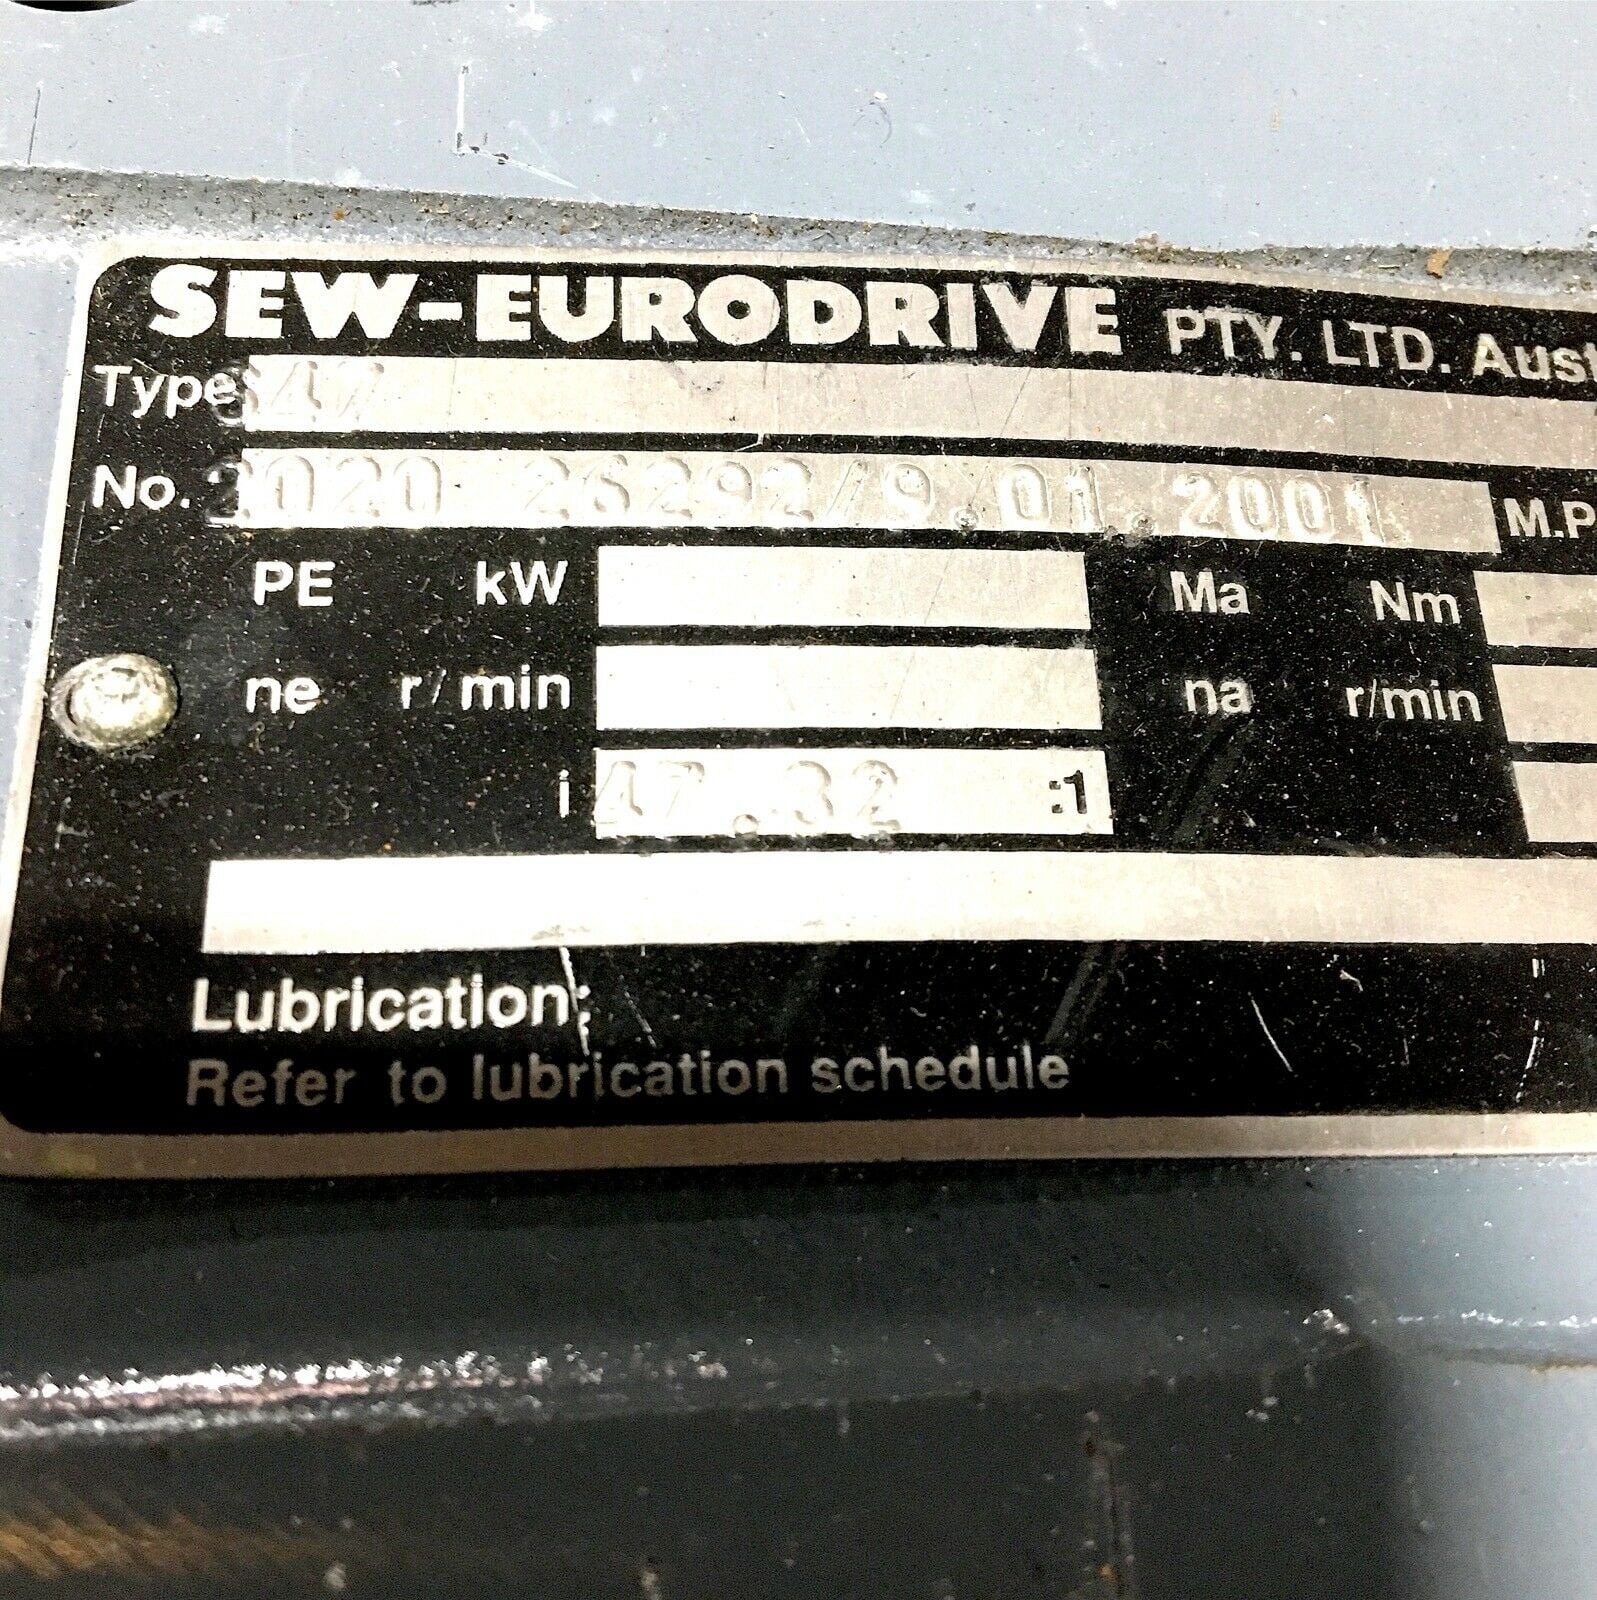 SEW-EURODRIVE PTY. LTD. Aust
Type S47
No. 2020 26292/9.01.2001 M.P
PE kW Ma Nm
ne r/min na r/min
i 47.32 :1
Lubrication:
Refer to lubrication schedule